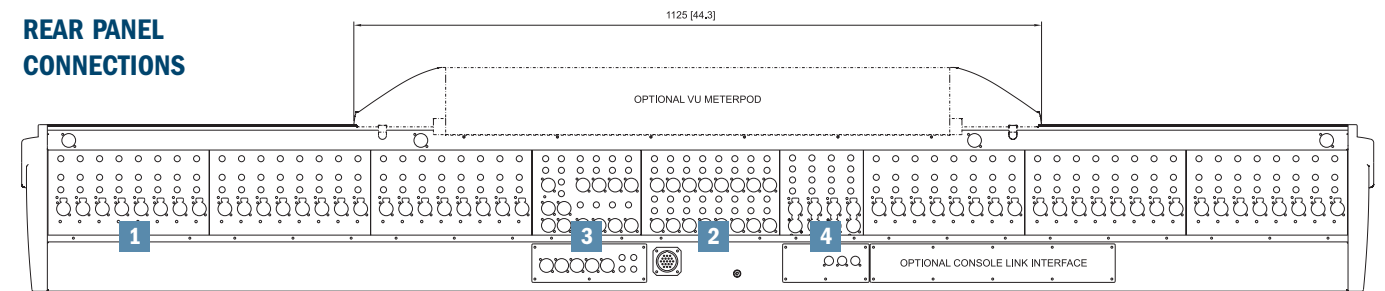 REAR PANEL
CONNECTIONS
1125 [44.3]
OPTIONAL VU METERPOD
1
3
2
4
OPTIONAL CONSOLE LINK INTERFACE